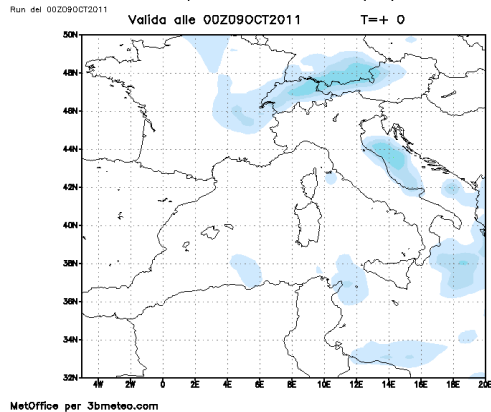 Run del 00Z09OCT2011
Valida alle 00Z09OCT2011 T=+ 0
50N
48N
46N
44N
42N
40N
38N
36N
34N
32N
4W 2W 0 2E 4E 6E 8E 10E 12E 14E 16E 18E 20E
MetOffice per 3bmeteo.com